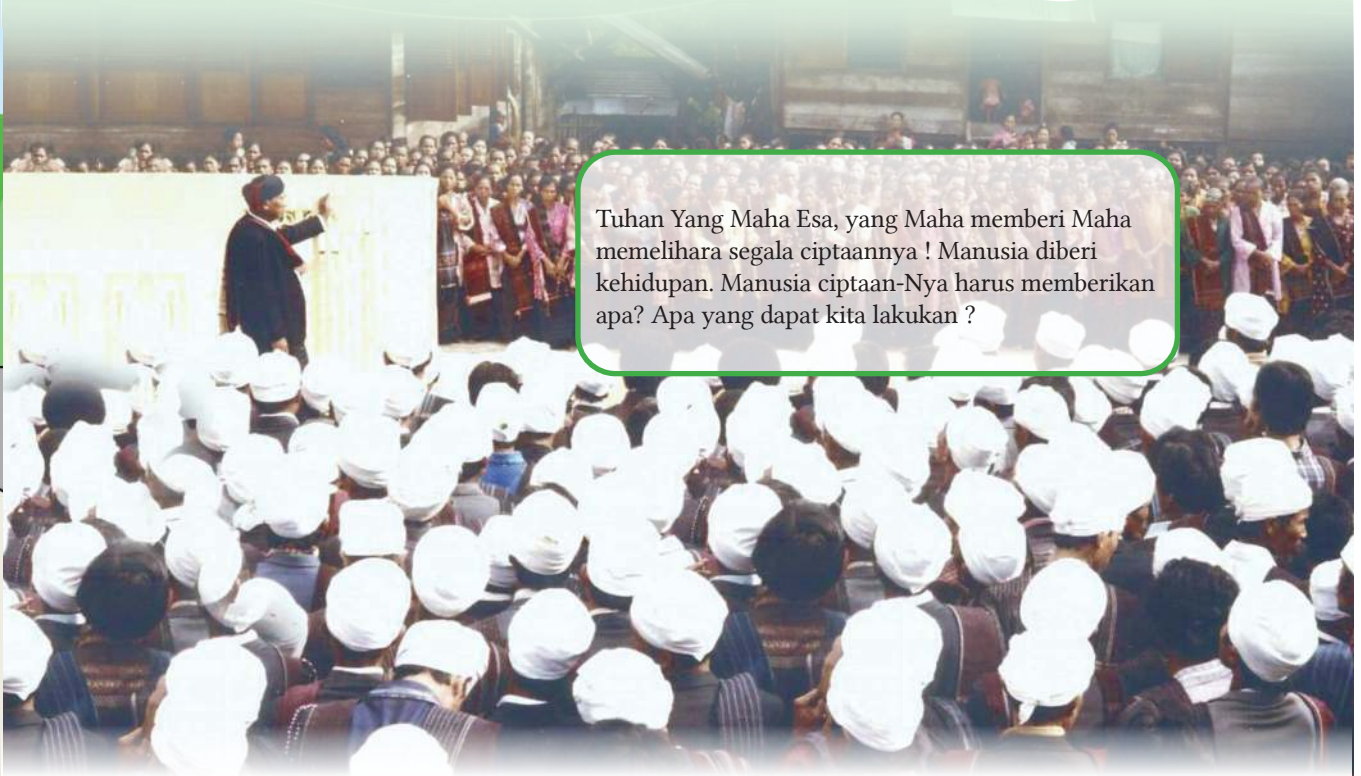 Tuhan Yang Maha Esa, yang Maha memberi Maha
memelihara segala ciptaannya ! Manusia diberi
kehidupan. Manusia ciptaan-Nya harus memberikan
apa? Apa yang dapat kita lakukan ?